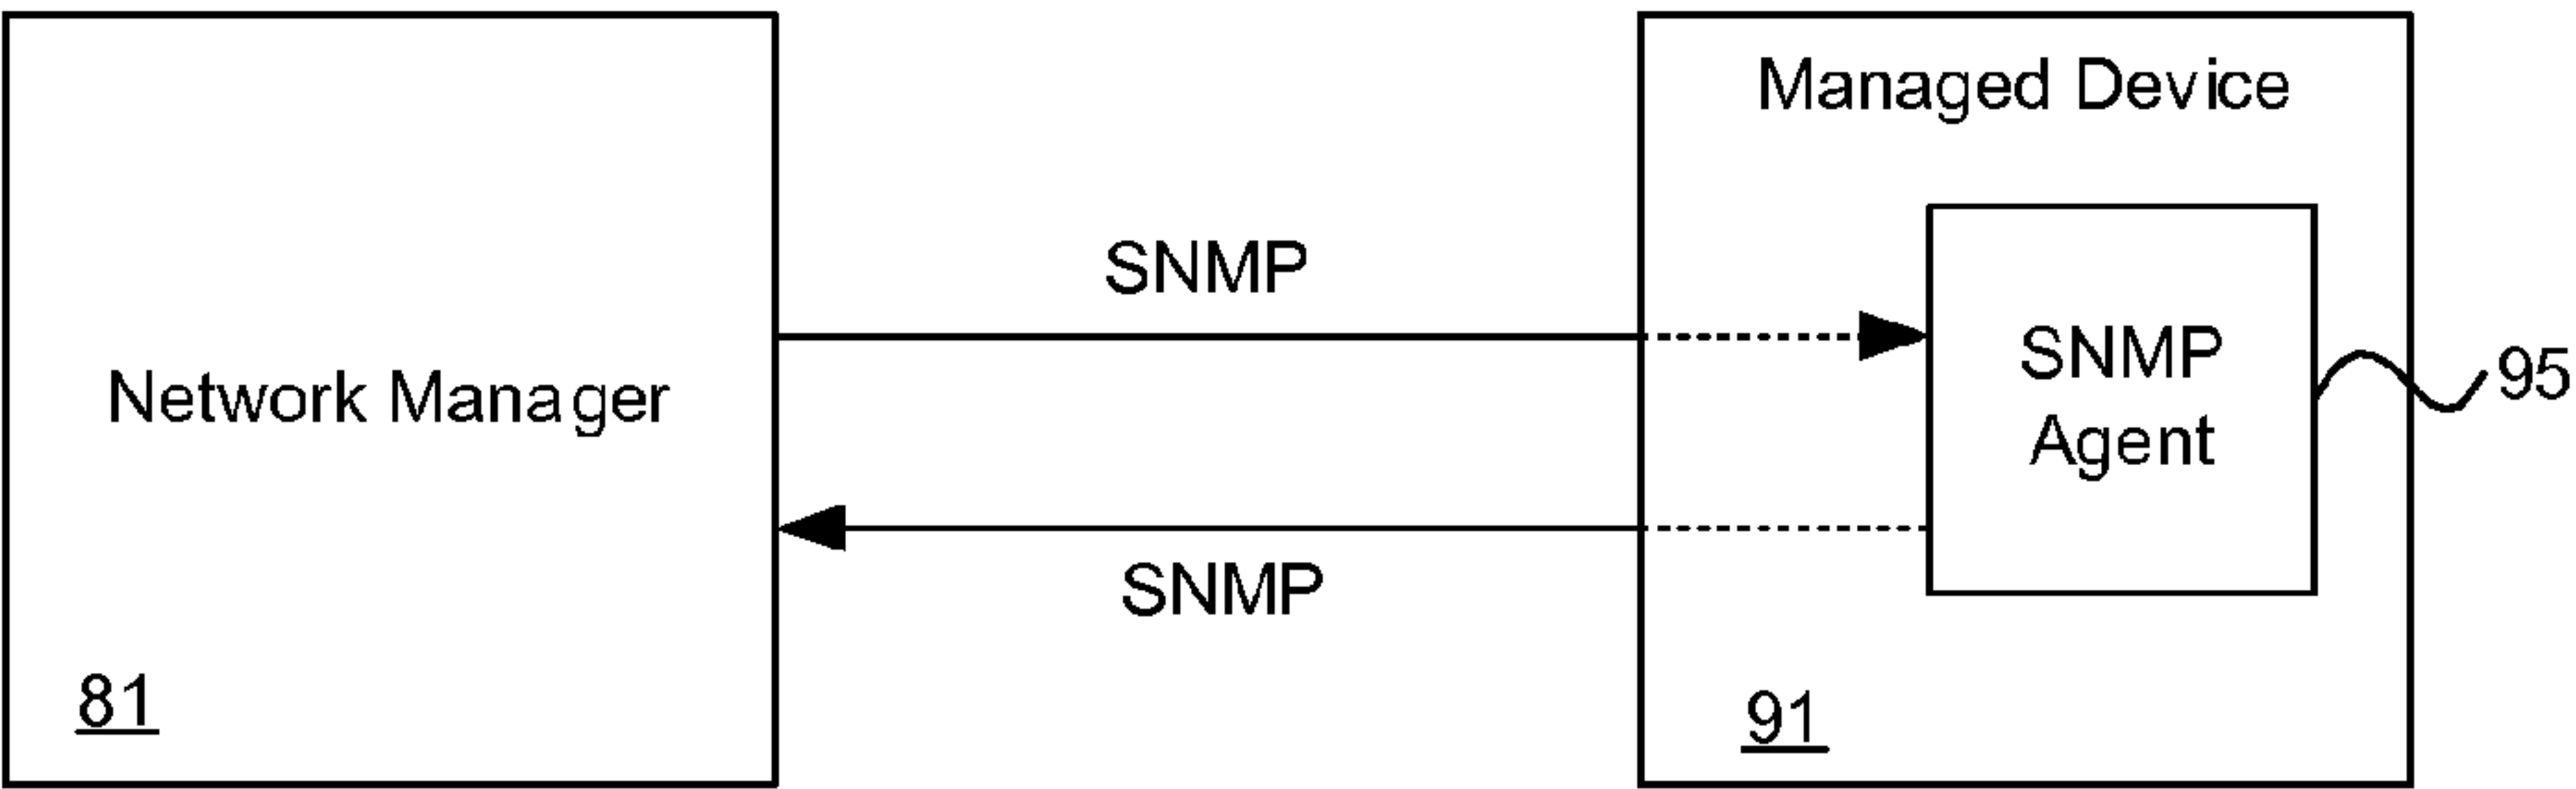 Managed Device
SNMP
SNMP
Agent
95
Network Manager
SNMP
81
91